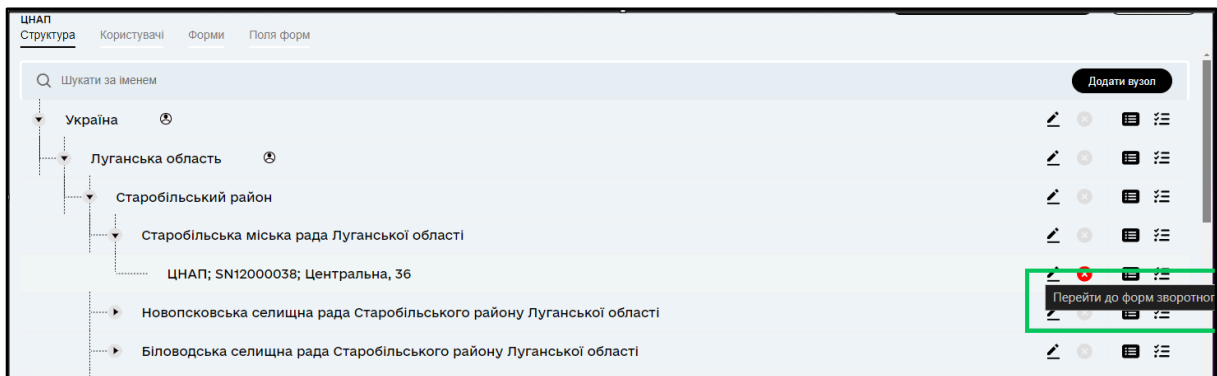 ЦНАП
Структура Користувачі Форми Поля форм
Шукати за іменем Додати вузол
Україна
Луганська область
Старобільський район
Старобільська міська рада Луганської області
ЦНАП; SN12000038; Центральна, 36
Перейти до форм зворотног
Новопсковська селищна рада Старобільського району Луганської області
Біловодська селищна рада Старобільського району Луганської області